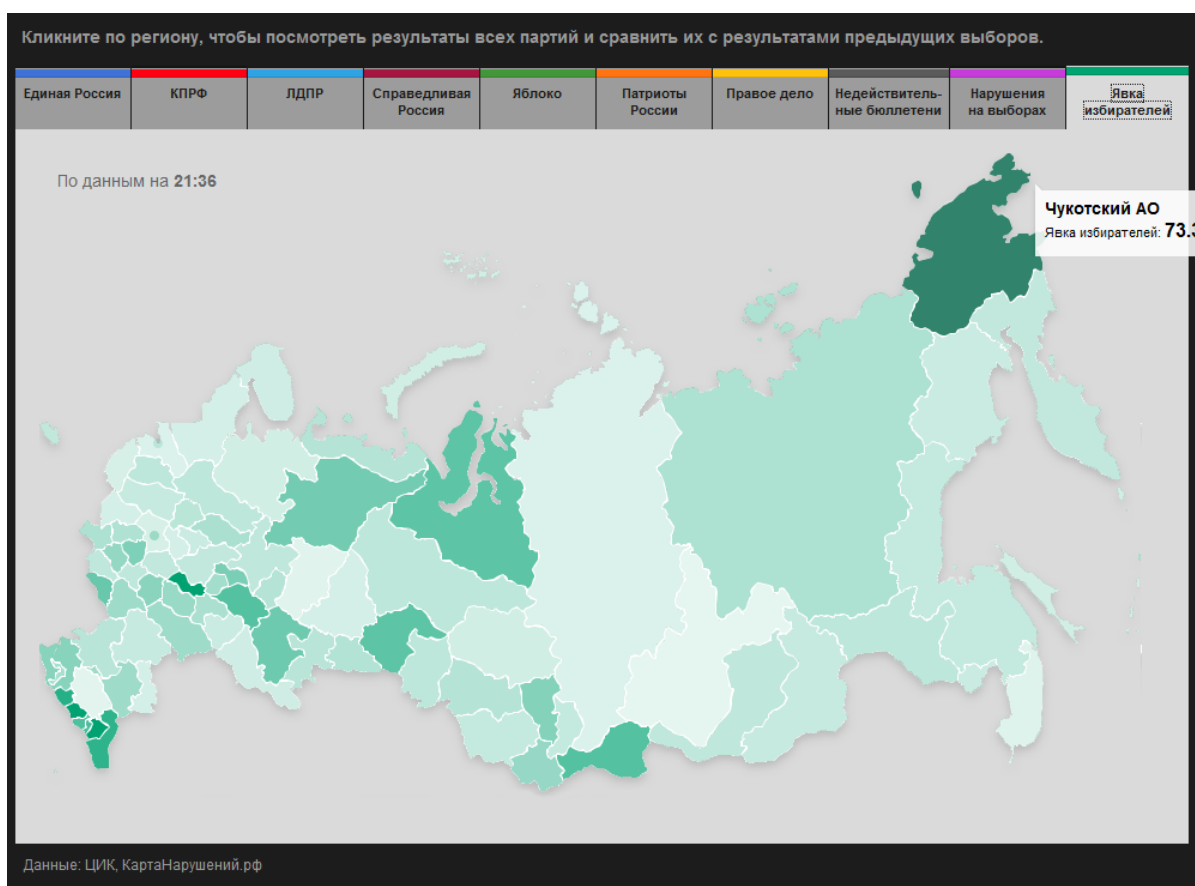 Кликните по региону, чтобы посмотреть результаты всех партий и сравнить их с результатами предыдущих выборов.
Единая Россия
КПРФ
ЛДПР
Справедливая
Россия
Яблоко
Патриоты
России
Правое дело
Недействитель-
ные бюллетени
Нарушения
на выборах
Явка
избирателей
По данным на 21:36
Чукотский АО
Явка избирателей: 73.3
Данные: ЦИК, КартаНарушений.рф